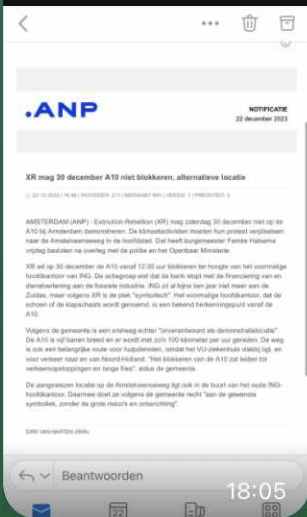 .ANP
NOTIFICATIE
22 december 2023
XR mag 30 december A10 niet blokkeren, alternatieve locatie
AMSTERDAM (ANP) - Extinction Rebellion (XR) mag zaterdag 30 december niet op de
A10 bij Amsterdam demonstreren. De klimaatactivisten moeten hun protest verplaatsen
naar de Amstelveenseweg in de hoofdstad. Dat heeft burgemeester Femke Halsema
vrijdag besloten na overleg met de politie en het Openbaar Ministerie.
XR wil op 30 december de A10 vanaf 12.00 uur blokkeren ter hoogte van het voormalige
hoofdkantoor van ING. De actiegroep eist dat de bank stopt met de financiering van en
dienstverlening aan de fossiele industrie. ING zit al bijna tien jaar niet meer aan de
Zuidas, maar volgens XR is de plek "symbolisch". Het voormalige hoofdkantoor, dat de
schoen of de klapschaats wordt genoemd, is een bekend herkenningspunt vanaf de
A10.
Volgens de gemeente is een snelweg echter "onverantwoord als demonstratielocatie".
De A10 is vijf banen breed en er wordt met zo'n 100 kilometer per uur gereden. De weg
is ook een belangrijke route voor hulpdiensten, omdat het VU-ziekenhuis vlakbij ligt, en
voor verkeer naar en van Noord-Holland. "Het blokkeren van de A10 zal leiden tot
verkeersopstoppingen en lange files", aldus de gemeente.
De aangewezen locatie op de Amstelveenseweg ligt ook in de buurt van het oude ING-
hoofdkantoor. Daarmee doet ze volgens de gemeente recht "aan de gewenste
symboliek, zonder de grote risico's en ontwrichting".
Beantwoorden
18:05
22